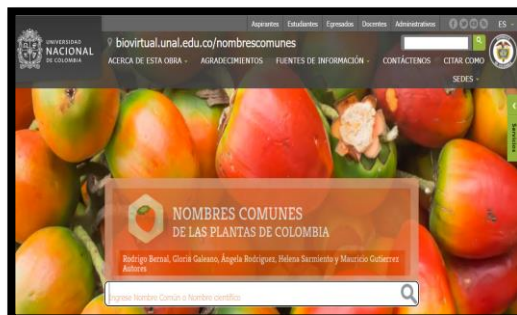 Aspirantes Estudiantes Egresados Docentes Administrativos ES
UNIVERSIDAD
NACIONAL
DE COLOMBIA
biovirtual.unal.edu.co/nombrescomunes
ACERCA DE ESTA OBRA AGRADECIMIENTOS FUENTES DE INFORMACIÓN CONTÁCTENOS CITAR COMO
SEDES
Servicios
NOMBRES COMUNES
DE LAS PLANTAS DE COLOMBIA
Rodrigo Bernal, Gloria Galeano, Ángela Rodríguez, Helena Sarmiento y Mauricio Gutiérrez
Autores
Ingrese Nombre Común o Nombre científico